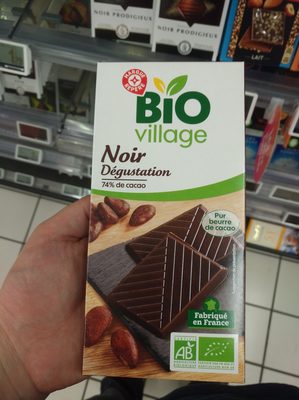 NOIR PRODIGIEUX
NOIR
LAIT
MARQUE
REPÈRE
BIO
village
Noir
Dégustation
74% de cacao
Pur
beurre
de cacao
Fabriqué
en France
AB